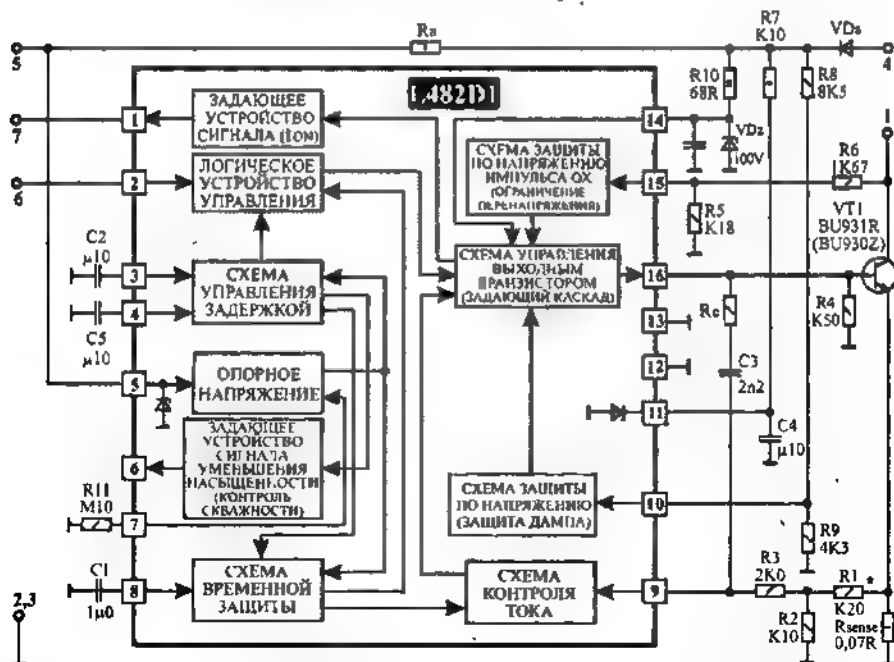 Ra
R7
K10
VDs
5
4
R10
68R
R8
8K5
L482D1
1
ЗАДАЮЩЕЕ
УСТРОЙСТВО
СИГНАЛА (Iом)
14
7
VDz
100V
1
R6
1K67
2
ЛОГИЧЕСКОЕ
УСТРОЙСТВО
УПРАВЛЕНИЯ
СХЕМА ЗАЩИТЫ
ПО НАПРЯЖЕНИЮ
ИМПУЛЬСА ОХ
(ОГРАНИЧЕНИЕ
ПЕРЕНАПРЯЖЕНИЯ)
15
6
R5
K18
VT1
BU931R
(BU930Z)
C2
μ10
3
4
СХЕМА
УПРАВЛЕНИЯ
ЗАДЕРЖКОЙ
СХЕМА УПРАВЛЕНИЯ
ВЫХОДНЫМ
ТРАНЗИСТОРОМ
(ЗАДАЮЩИЙ КАСКАД)
16
13
Rc
R4
K50
C5
μ10
5
ОПОРНОЕ
НАПРЯЖЕНИЕ
12
C3
2n2
11
C4
μ10
6
ЗАДАЮЩЕЕ
УСТРОЙСТВО
СИГНАЛА
УМЕНЬШЕНИЯ
НАСЫЩЕННОСТИ
(КОНТРОЛЬ
СКВАЖНОСТИ)
R11
M10
7
СХЕМА ЗАЩИТЫ
ПО НАПРЯЖЕНИЮ
(ЗАЩИТА ДАМПА)
10
R9
4K3
C1
1μ0
8
СХЕМА
ВРЕМЕННОЙ
ЗАЩИТЫ
СХЕМА
КОНТРОЛЯ
ТОКА
9
R3
2K0
R1 *
K20
R2
K10
Rsense
0,07R
2,3